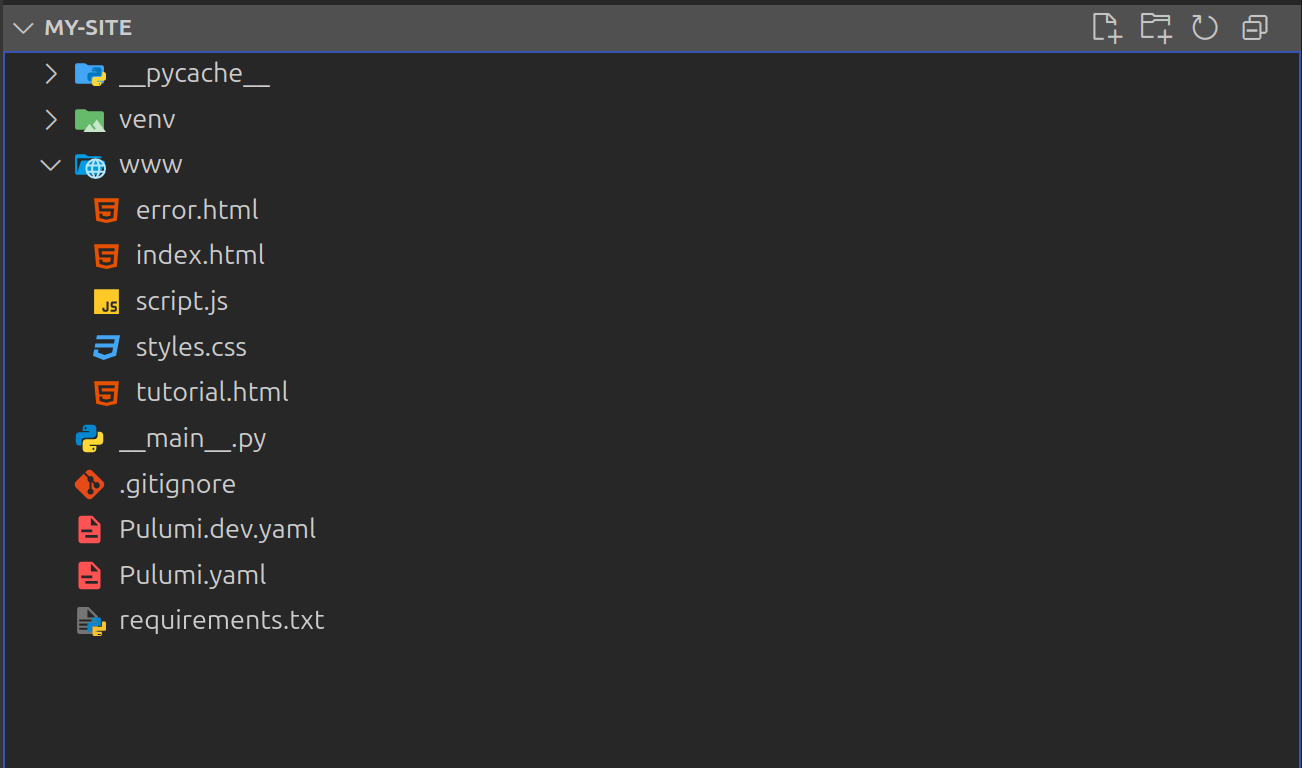 MY-SITE
__pycache__
venv
www
error.html
index.html
JS
script.js
styles.css
tutorial.html
__main__.py
.gitignore
Pulumi.dev.yaml
Pulumi.yaml
requirements.txt